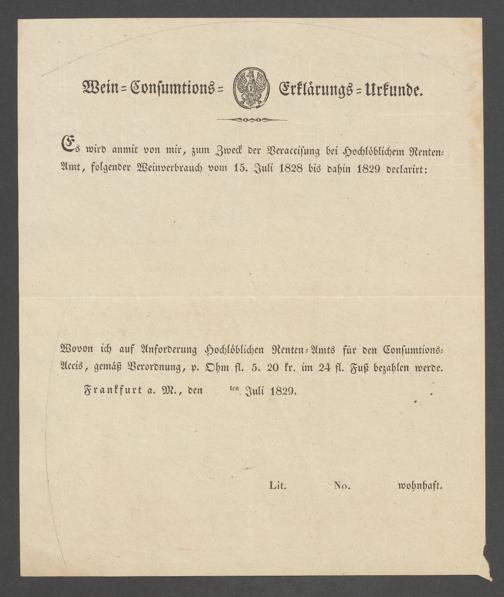 Wein=Consumtions= Erklärungs=Urkunde.
Es wird anmit von mir, zum Zweck der Veraccisung bei Hochlöblichem Renten=
Amt, folgender Weinverbrauch vom 15. Juli 1828 bis dahin 1829 declarirt:
Wovon ich auf Anforderung Hochlöblichen Renten=Amts für den Consumtions=
Accis, gemäß Verordnung, p. Ohm fl. 5. 20 kr. im 24 fl. Fuß bezahlen werde.
Frankfurt a. M., den ten Juli 1829.
Lit. No. wohnhaft.